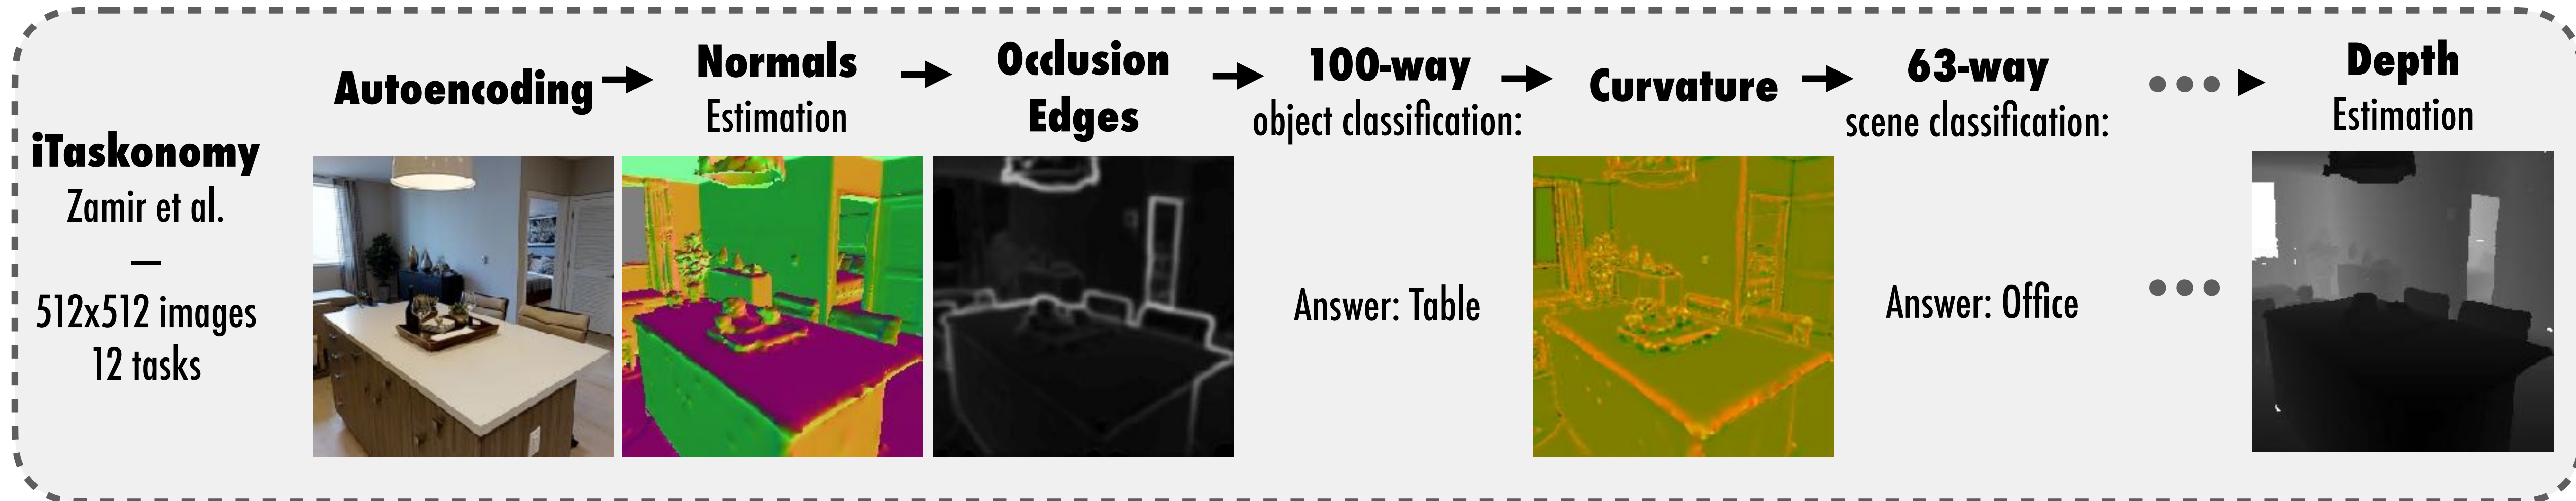 iTaskonomy
Zamir et al.
—
512x512 images
12 tasks
Autoencoding
Normals
Estimation
Occlusion
Edges
100-way
object classification:
Answer: Table
Curvature
63-way
scene classification:
Answer: Office
Depth
Estimation